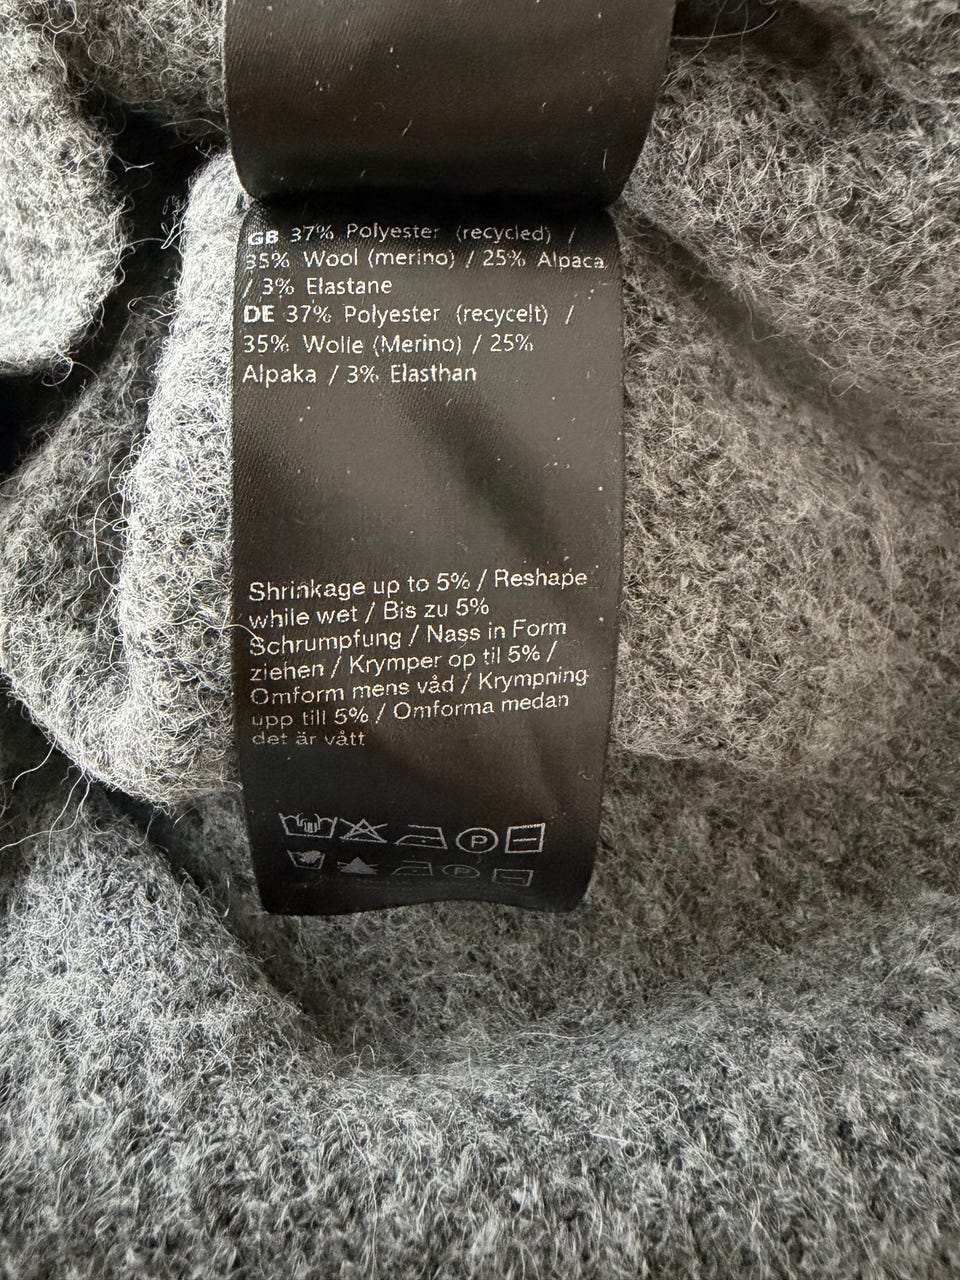 GB 37% Polyester (recycled) /
35% Wool (merino) / 25% Alpaca
/ 3% Elastane
DE 37% Polyester (recycelt) /
35% Wolle (Merino) / 25%
Alpaka / 3% Elasthan
Shrinkage up to 5% / Reshape
while wet / Bis zu 5%
Schrumpfung / Nass in Form
ziehen / Krymper op til 5% /
Omform mens våd / Krympning
upp till 5% / Omforma medan
det är vått
P
P